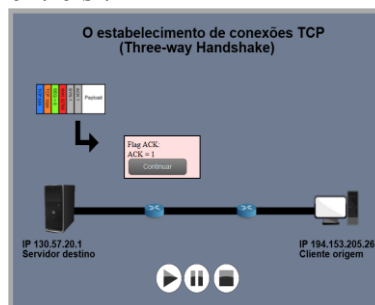 O estabelecimento de conexões TCP
(Three-way Handshake)
Payload
Flag ACK:
ACK = 1
Continuar
IP 130.57.20.1
Servidor destino
IP 194.153.205.26
Cliente origem